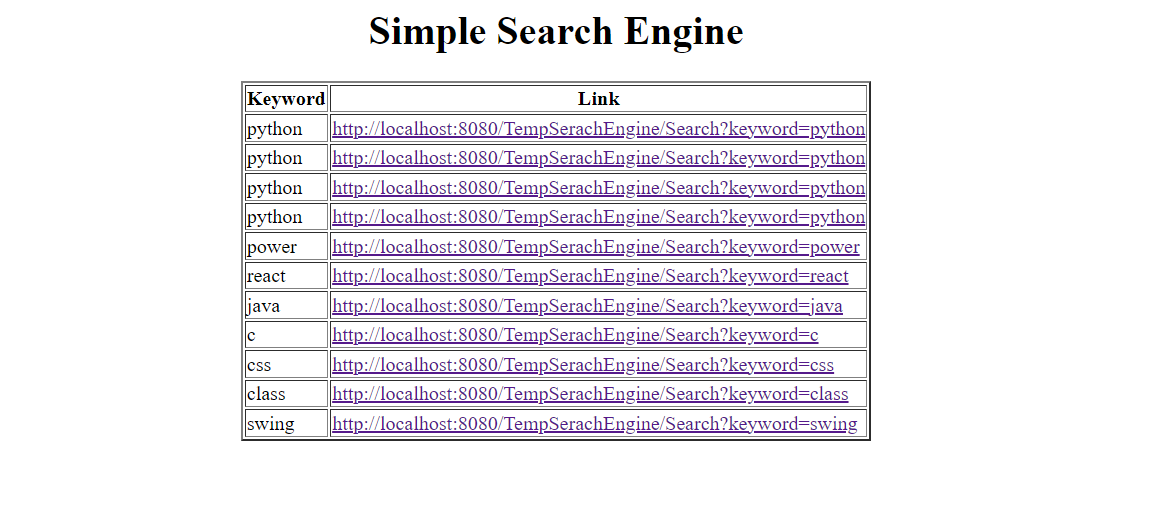 Simple Search Engine
Keyword Link
python http://localhost:8080/TempSerachEngine/Search?keyword=python
python http://localhost:8080/TempSerachEngine/Search?keyword=python
python http://localhost:8080/TempSerachEngine/Search?keyword=python
python http://localhost:8080/TempSerachEngine/Search?keyword=python
power http://localhost:8080/TempSerachEngine/Search?keyword=power
react http://localhost:8080/TempSerachEngine/Search?keyword=react
java http://localhost:8080/TempSerachEngine/Search?keyword=java
c http://localhost:8080/TempSerachEngine/Search?keyword=c
css http://localhost:8080/TempSerachEngine/Search?keyword=css
class http://localhost:8080/TempSerachEngine/Search?keyword=class
swing http://localhost:8080/TempSerachEngine/Search?keyword=swing